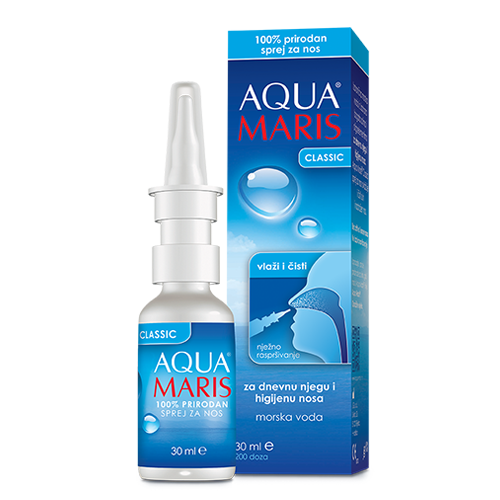 100% prirodan
sprej za nos
AQUA®
MARIS
CLASSIC
vlaži i čisti
nježno
raspršivanje
za dnevnu njegu i
higijenu nosa
morska voda
30 ml e
200 doza
CLASSIC
AQUA®
MARIS
100% PRIRODAN
SPREJ ZA NOS
30 ml e